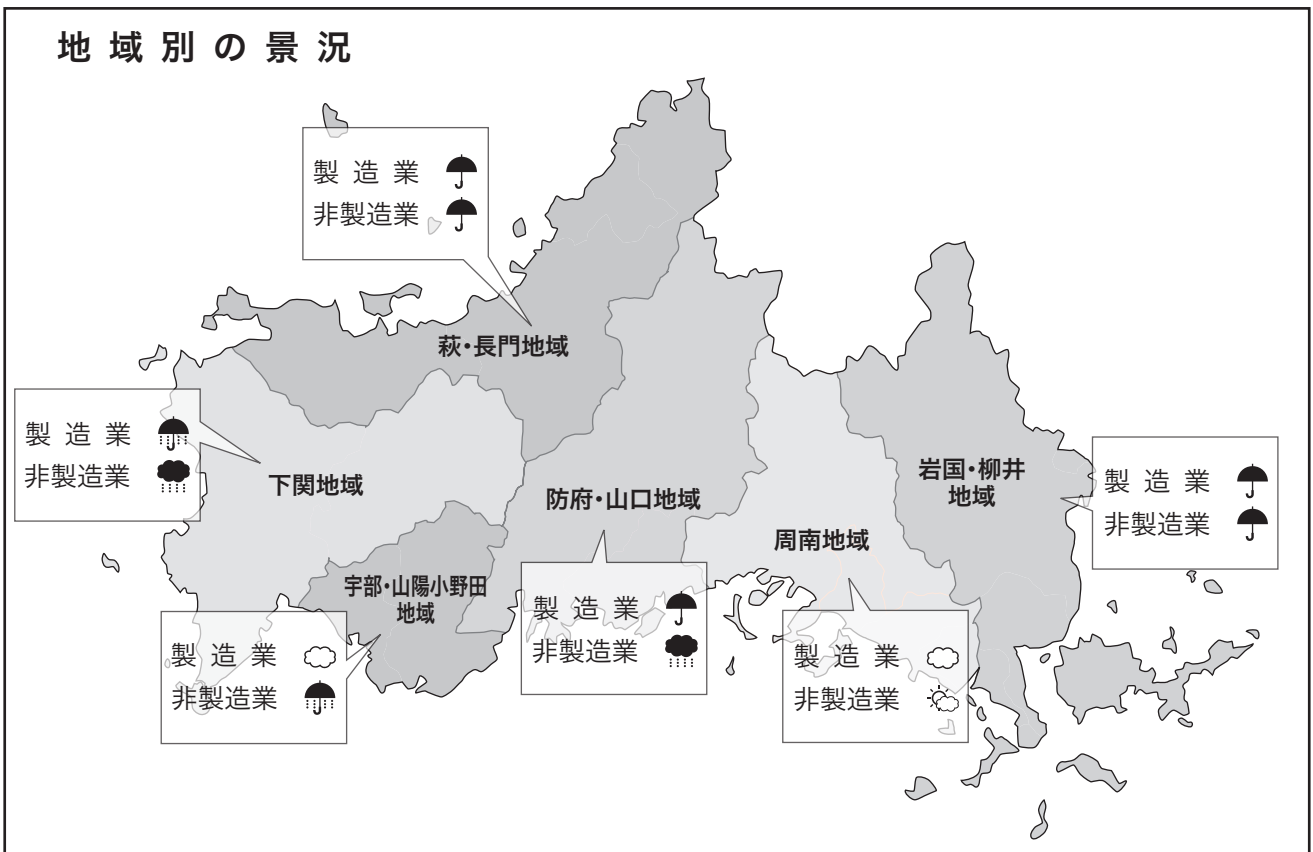 地域別の景況
製造業
非製造業
萩・長門地域
製造業
非製造業
下関地域
防府・山口地域
岩国・柳井
地域
製造業
非製造業
周南地域
宇部・山陽小野田
地域
製造業
非製造業
製造業
非製造業
製造業
非製造業